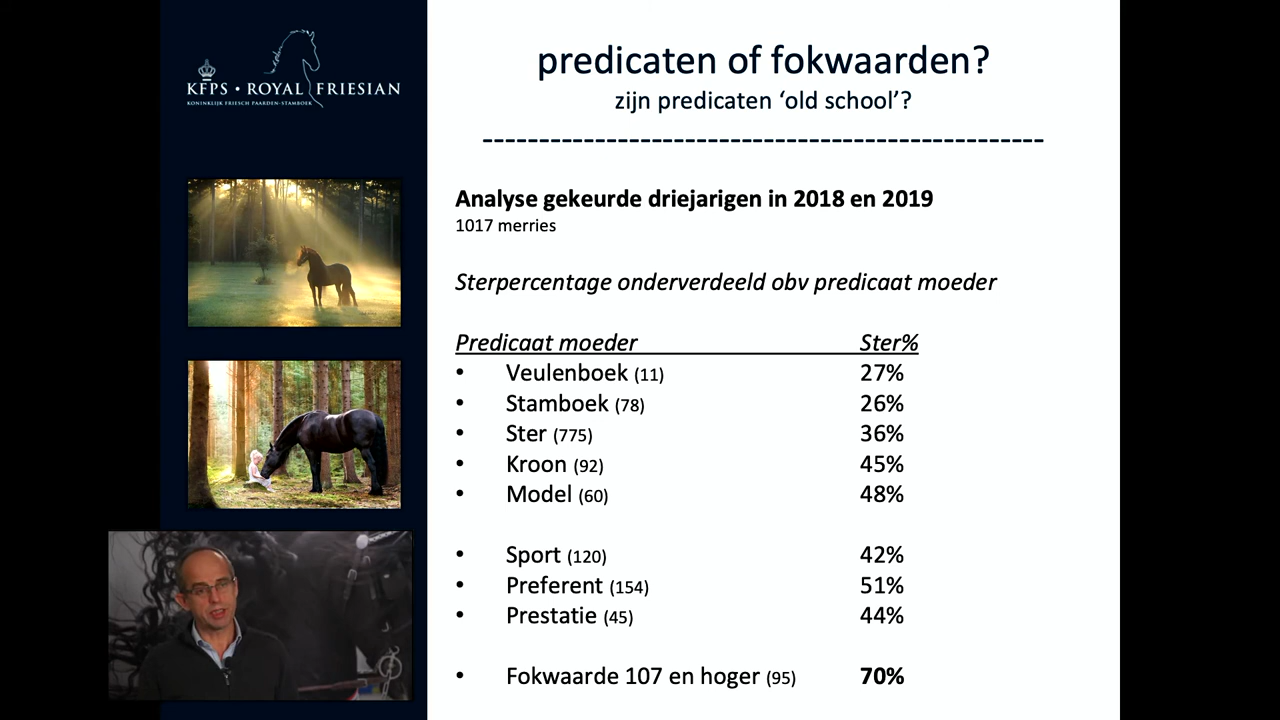 KFPS • ROYAL FRIESIAN
KONINKLIJK FRIESCH PAARDEN-STAMBOEK
predicaten of fokwaarden?
zijn predicaten ‘old school’?
--------------------------------------------------
Analyse gekeurde driejarigen in 2018 en 2019
1017 merries
Sterpercentage onderverdeeld obv predicaat moeder
Predicaat moeder Ster%
• Veulenboek (11) 27%
• Stamboek (78) 26%
• Ster (775) 36%
• Kroon (92) 45%
• Model (60) 48%
• Sport (120) 42%
• Preferent (154) 51%
• Prestatie (45) 44%
• Fokwaarde 107 en hoger (95) 70%